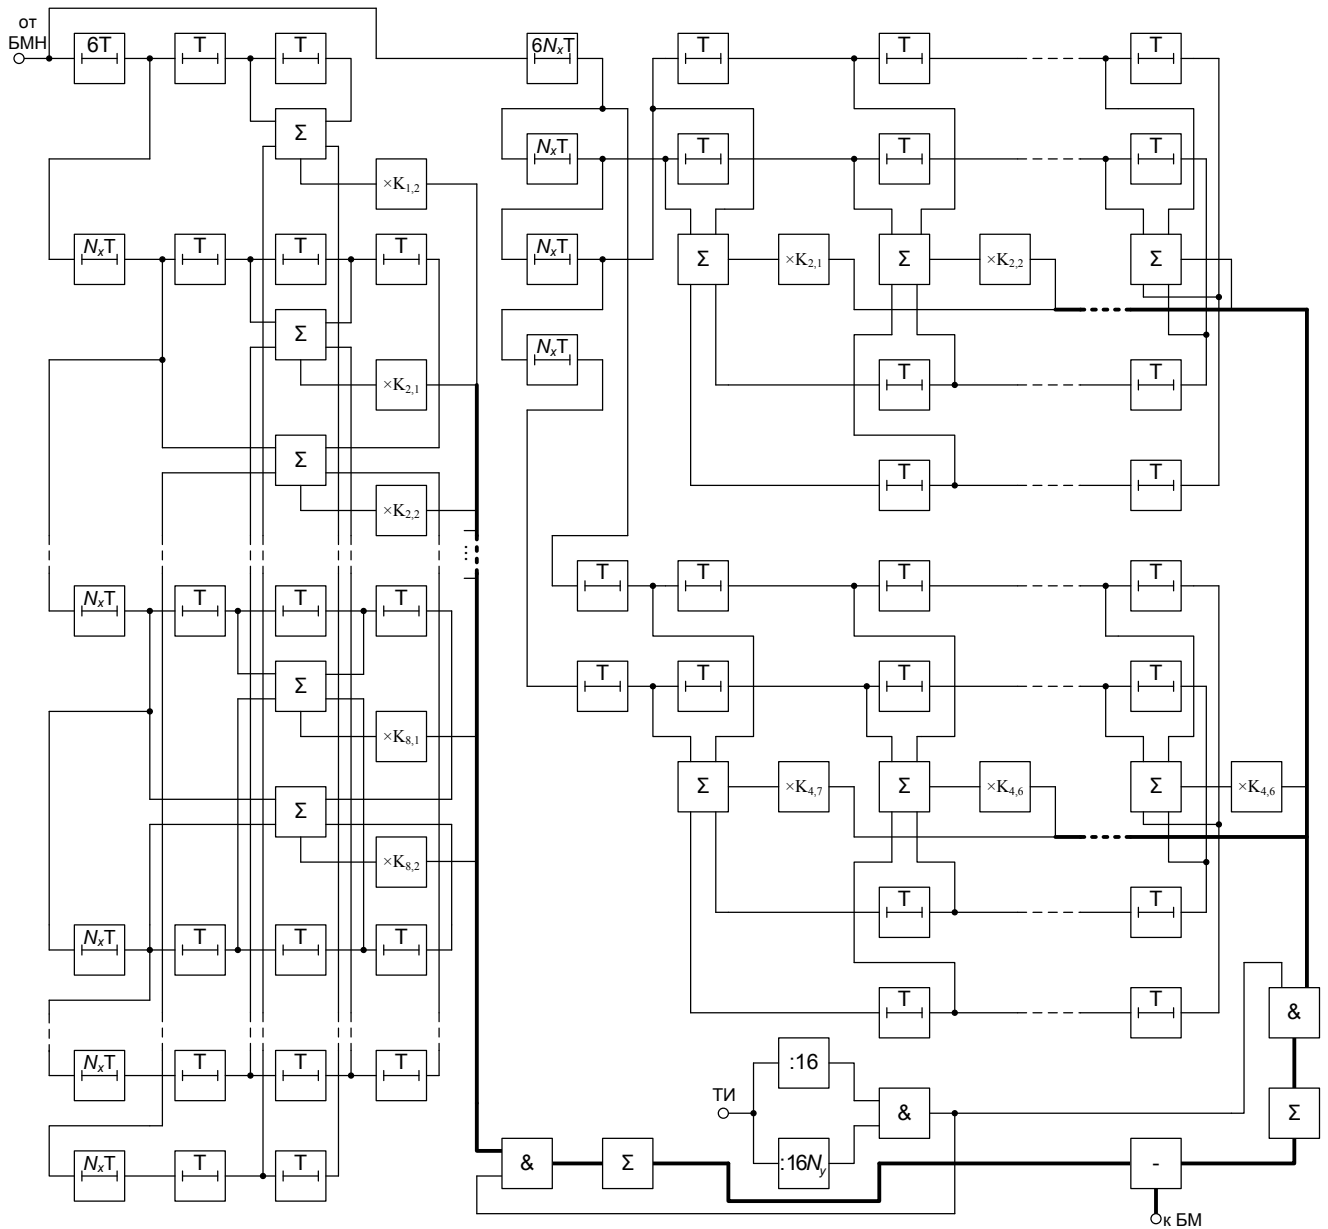 от
БМН
6T T T 6NₓT T T T
Σ NₓT T T T
×K₁,₂
NₓT T T T NₓT Σ ×K₂,₁ Σ ×K₂,₂ Σ
Σ
NₓT
×K₂,₁ T T
Σ
T T
×K₂,₂
...
T T T T
NₓT T T T
Σ T T T T
×K₈,₁
Σ ×K₄,₇ Σ ×K₄,₆ Σ ×K₄,₆
Σ
×K₈,₂
T T
NₓT T T T
T T &
:16
NₓT T T T
ТИ & Σ
NₓT T T & Σ :16Nᵧ -
к БМ